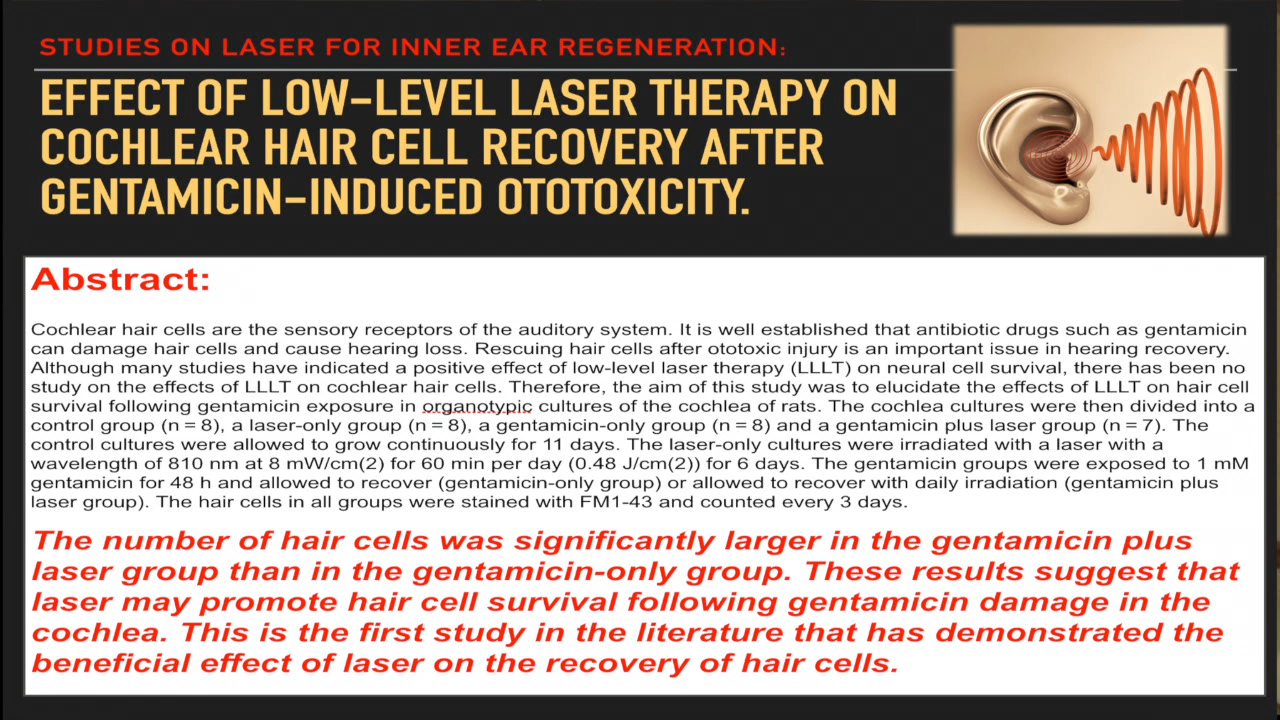 STUDIES ON LASER FOR INNER EAR REGENERATION:
EFFECT OF LOW-LEVEL LASER THERAPY ON
COCHLEAR HAIR CELL RECOVERY AFTER
GENTAMICIN-INDUCED OTOTOXICITY.
Abstract:
Cochlear hair cells are the sensory receptors of the auditory system. It is well established that antibiotic drugs such as gentamicin
can damage hair cells and cause hearing loss. Rescuing hair cells after ototoxic injury is an important issue in hearing recovery.
Although many studies have indicated a positive effect of low-level laser therapy (LLLT) on neural cell survival, there has been no
study on the effects of LLLT on cochlear hair cells. Therefore, the aim of this study was to elucidate the effects of LLLT on hair cell
survival following gentamicin exposure in organotypic cultures of the cochlea of rats. The cochlea cultures were then divided into a
control group (n = 8), a laser-only group (n = 8), a gentamicin-only group (n = 8) and a gentamicin plus laser group (n = 7). The
control cultures were allowed to grow continuously for 11 days. The laser-only cultures were irradiated with a laser with a
wavelength of 810 nm at 8 mW/cm(2) for 60 min per day (0.48 J/cm(2)) for 6 days. The gentamicin groups were exposed to 1 mM
gentamicin for 48 h and allowed to recover (gentamicin-only group) or allowed to recover with daily irradiation (gentamicin plus
laser group). The hair cells in all groups were stained with FM1-43 and counted every 3 days.
The number of hair cells was significantly larger in the gentamicin plus
laser group than in the gentamicin-only group. These results suggest that
laser may promote hair cell survival following gentamicin damage in the
cochlea. This is the first study in the literature that has demonstrated the
beneficial effect of laser on the recovery of hair cells.